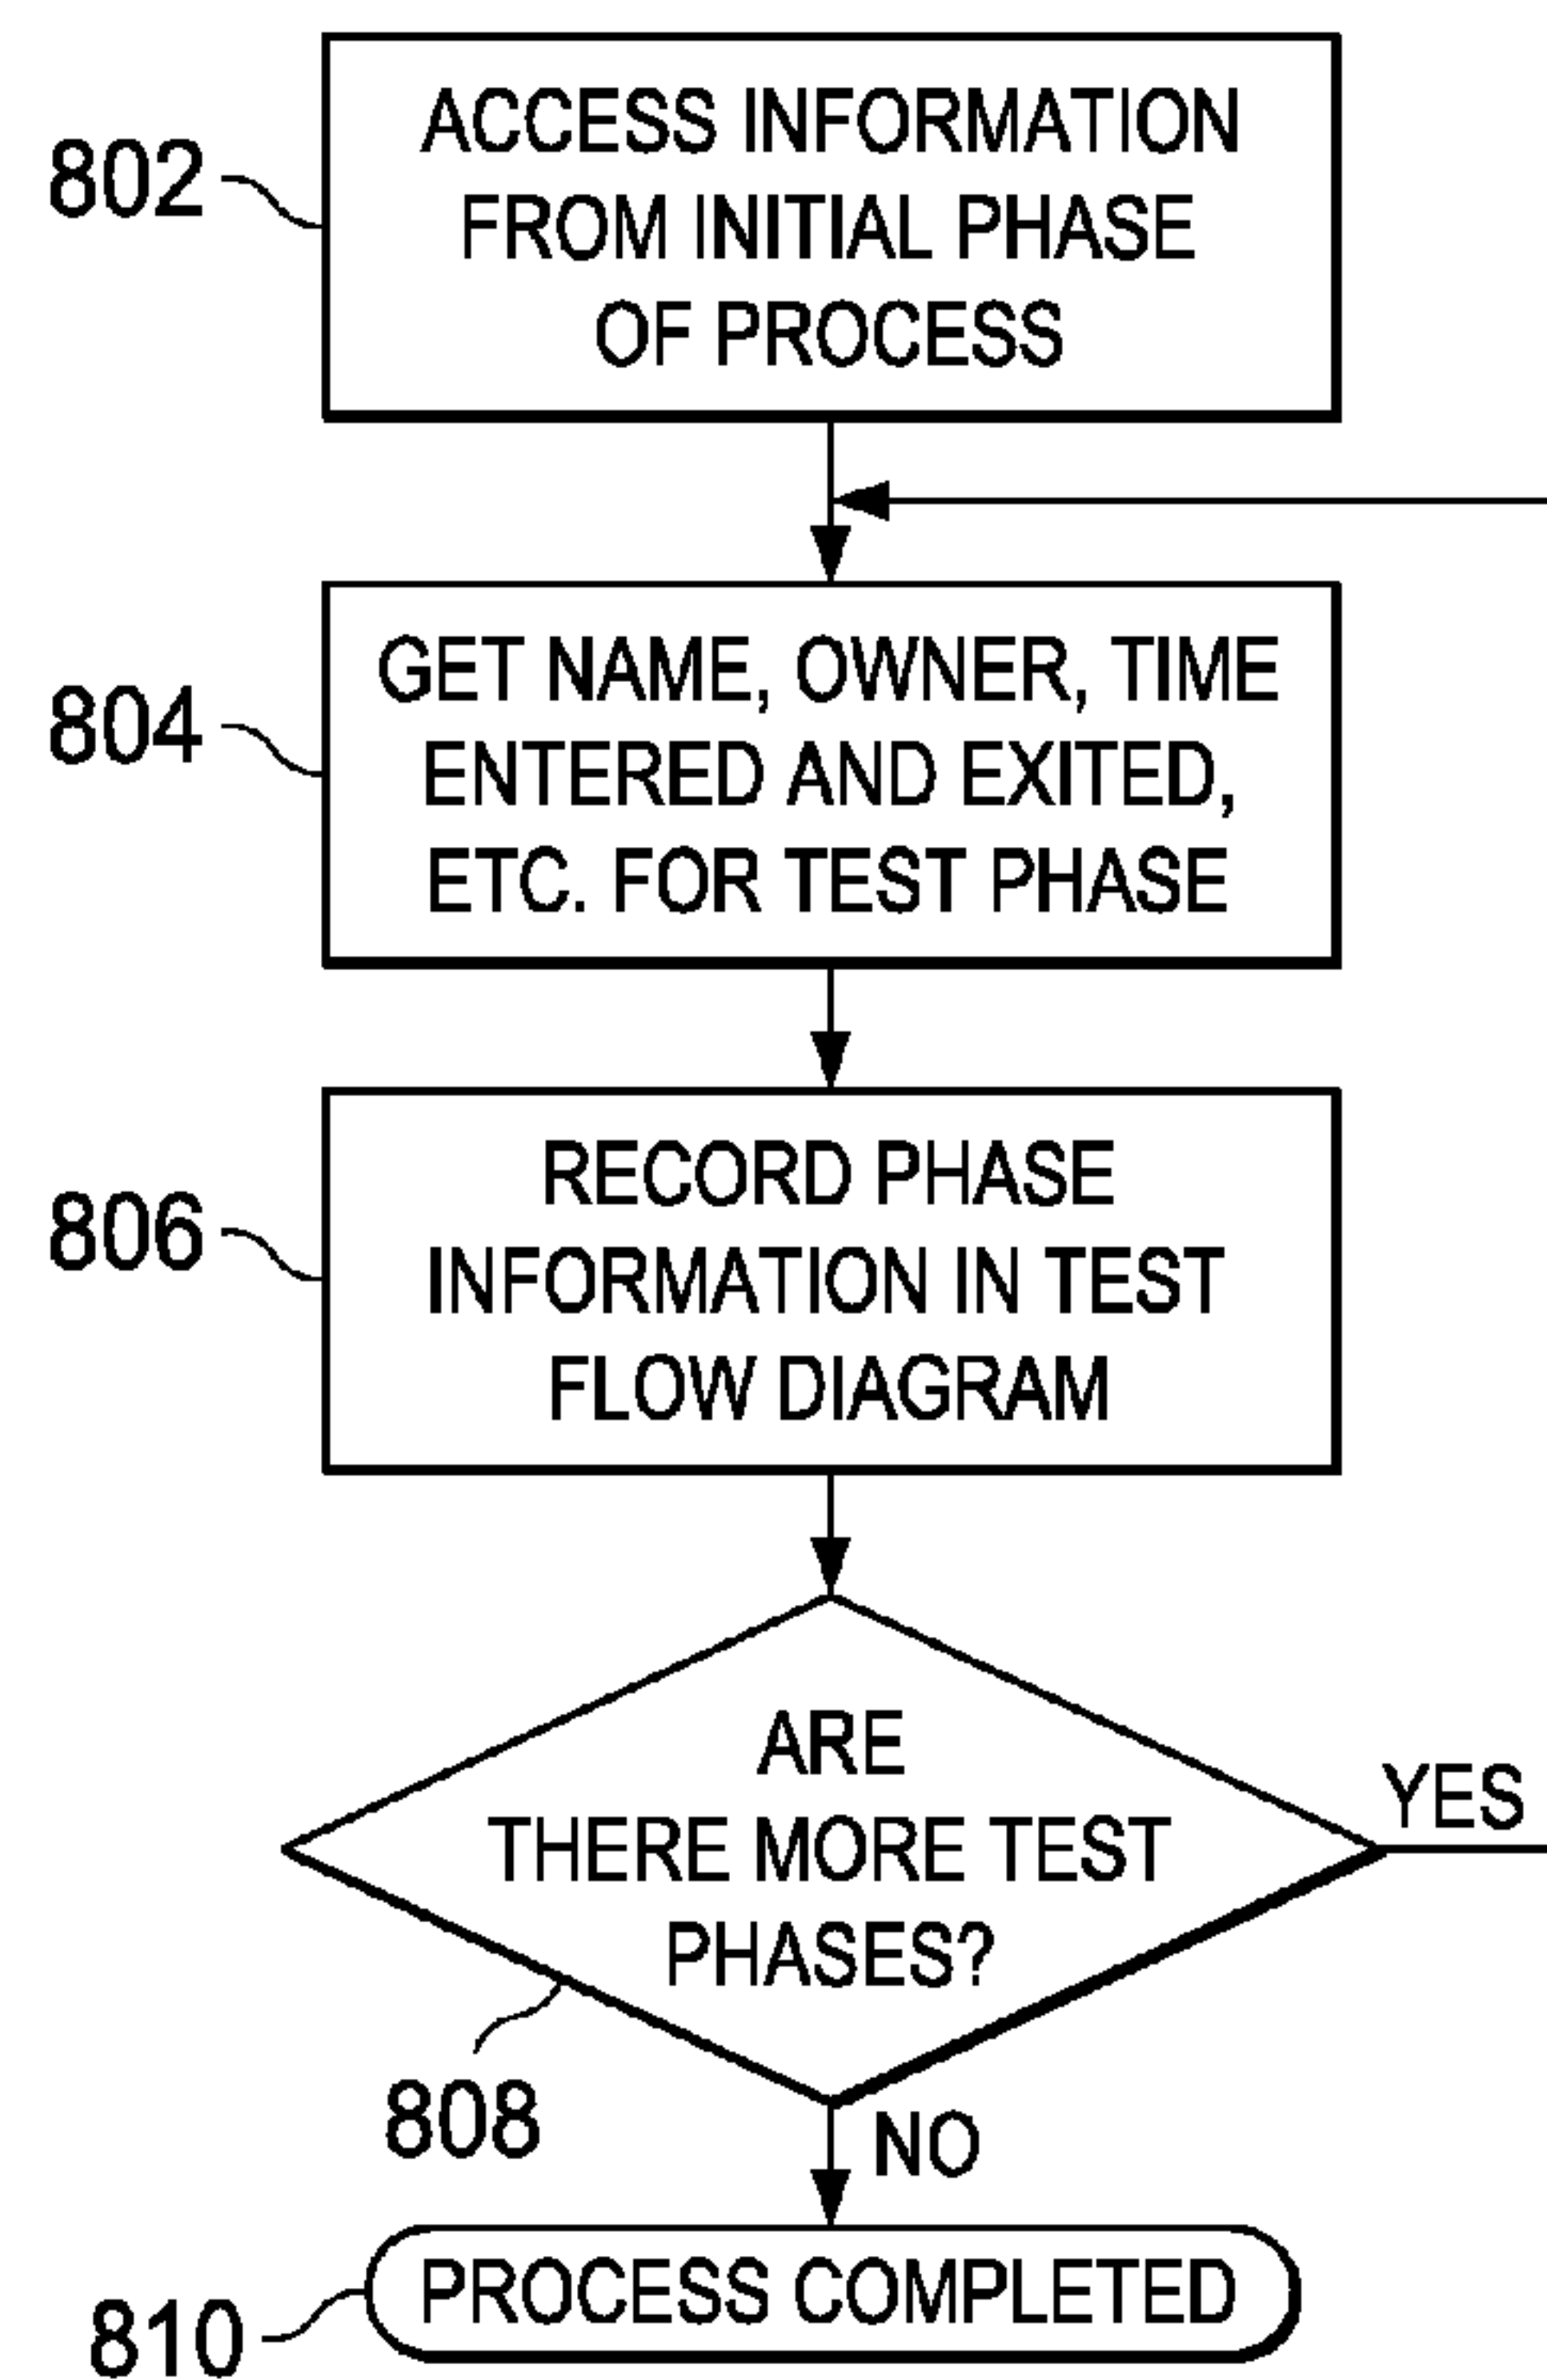 802
ACCESS INFORMATION
FROM INITIAL PHASE
OF PROCESS
804
GET NAME, OWNER, TIME
ENTERED AND EXITED,
ETC. FOR TEST PHASE
806
RECORD PHASE
INFORMATION IN TEST
FLOW DIAGRAM
ARE
THERE MORE TEST
PHASES?
YES
808
NO
810
PROCESS COMPLETED